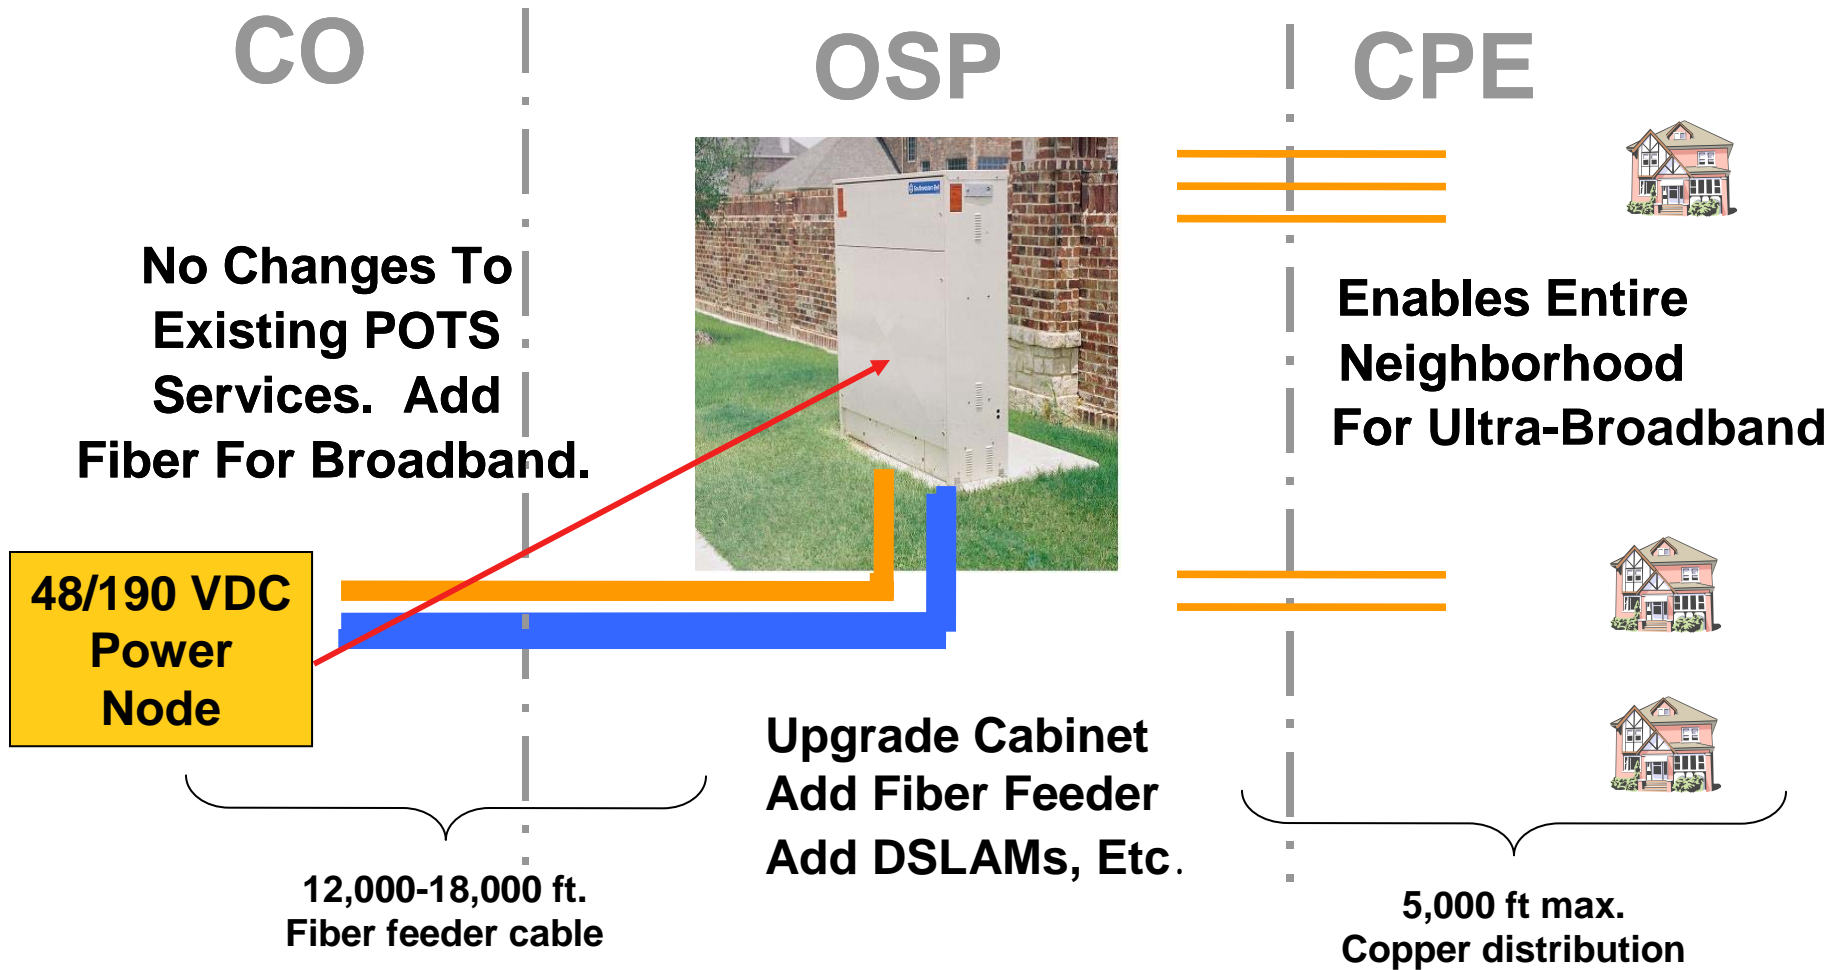 CO
OSP
CPE
Southwestern Bell
No Changes To
Existing POTS
Services.  Add
Fiber For Broadband.
Enables Entire
Neighborhood
For Ultra-Broadband
48/190 VDC
Power
Node
Upgrade Cabinet
Add Fiber Feeder
Add DSLAMs, Etc.
12,000-18,000 ft.
Fiber feeder cable
5,000 ft max.
Copper distribution